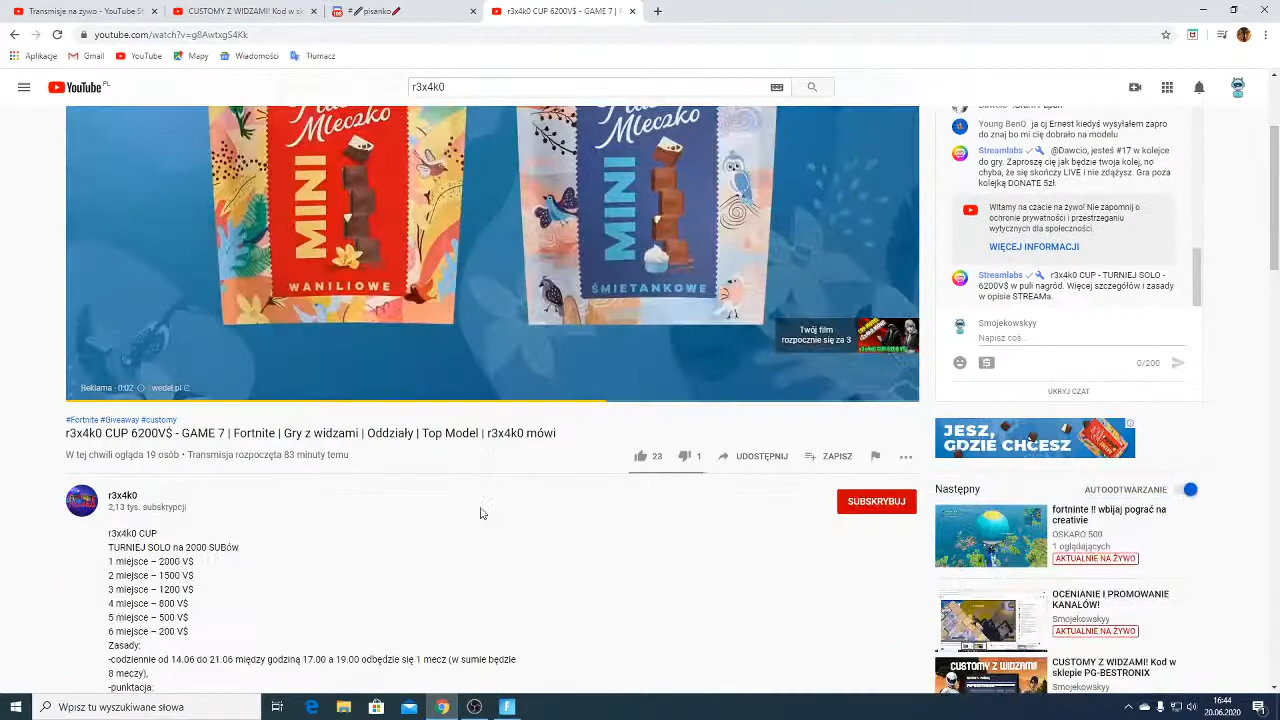 Transmisje na żywo - YouTube S
CUSTOMY Z WIDZAMI! Kod w sk
pisanko
r3x4k0 CUP 6200V$ - GAME 7 | F
youtube.com/watch?v=g8AwtxgS4Kk
Aplikacje
Gmail
YouTube
Mapy
Wiadomości
Tłumacz
YouTube PL
r3x4k0
Mleczko
MINI
WANILIOWE
Mleczko
MINI
ŚMIETANKOWE
Twój film
rozpocznie się za 3
Reklama · 0:02
wedel.pl
Young BenQ ja cj Ernest kiedyś wysyłałem zapro
do znaj bo mi cię dobrało na modelu
Streamlabs @Dawcio, jesteś #17 w kolejce
do gry. Zaproszę cię jak będzie twoja kolej, no
chyba, że się skończy LIVE i nie zdążysz. Gra poza
kolejką DONATE 5zł.
Witamy na czacie na żywo! Nie zapomnij o
ochronie prywatności i przestrzeganiu
wytycznych dla społeczności.
WIĘCEJ INFORMACJI
Streamlabs r3x4k0 CUP - TURNIEJ SOLO -
6200V$ w puli nagród. Więcej szczegółów i zasady
w opisie STREAMa.
Smojekowskyy
Napisz coś...
0/200
UKRYJ CZAT
#Fortnite #Giveaway #customy
r3x4k0 CUP 6200V$ - GAME 7 | Fortnite | Gry z widzami | Oddziały | Top Model | r3x4k0 mówi
W tej chwili ogląda 19 osób • Transmisja rozpoczęta 18 minuty temu
23
1
UDOSTĘPNIJ
ZAPISZ
r3x4k0
2,13 tys. subskrypcji
SUBSKRYBUJ
r3x4k0 CUP
TURNIEJ SOLO na 2000 SUBów
1 miejsce – 2000 V$
2 miejsce – 1500 V$
3 miejsce – 1200 V$
4 miejsce – 800 V$
5 miejsce – 500 V$
6 miejsce – 200 V$
Zasady:
-codziennie od 14.06 do 21.06
odbędzie się 1 mecz (w sumie będzie
8 meczy),
-punktacja:
JESZ,
GDZIE CHCESZ
Następny
AUTOODTWARZANIE
fortninte !! wbijaj pograć na
creativie
OSKARO 500
1 oglądających
AKTUALNIE NA ŻYWO
OCENIANIE I PROMOWANIE
KANAŁÓW!
Smojekowskyy
AKTUALNIE NA ŻYWO
CUSTOMY Z WIDZAMI
CUSTOMY Z WIDZAMI! Kod w
sklepie PG-BESTRONIX
Smojekowskyy
Wpisz tu wyszukiwane słowa
16:44
20.06.2020